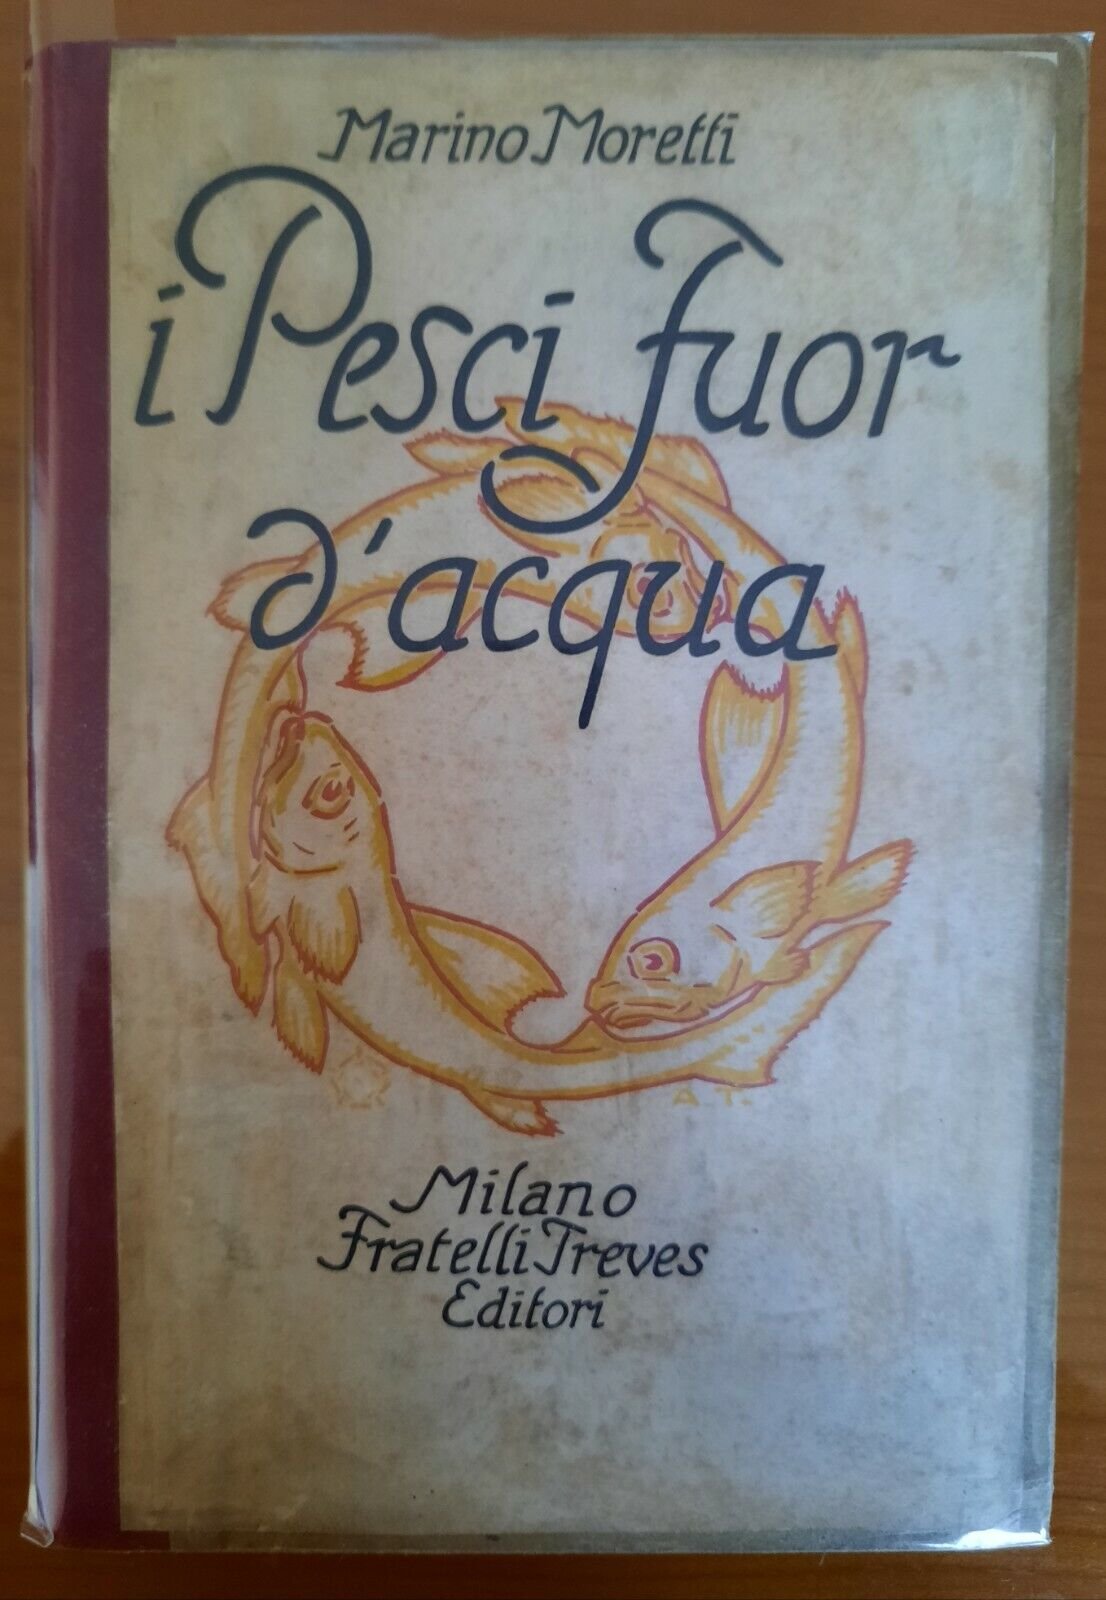 Marino Moretti
i Pesci fuor
d'acqua
A.T.
Milano
Fratelli Treves
Editori